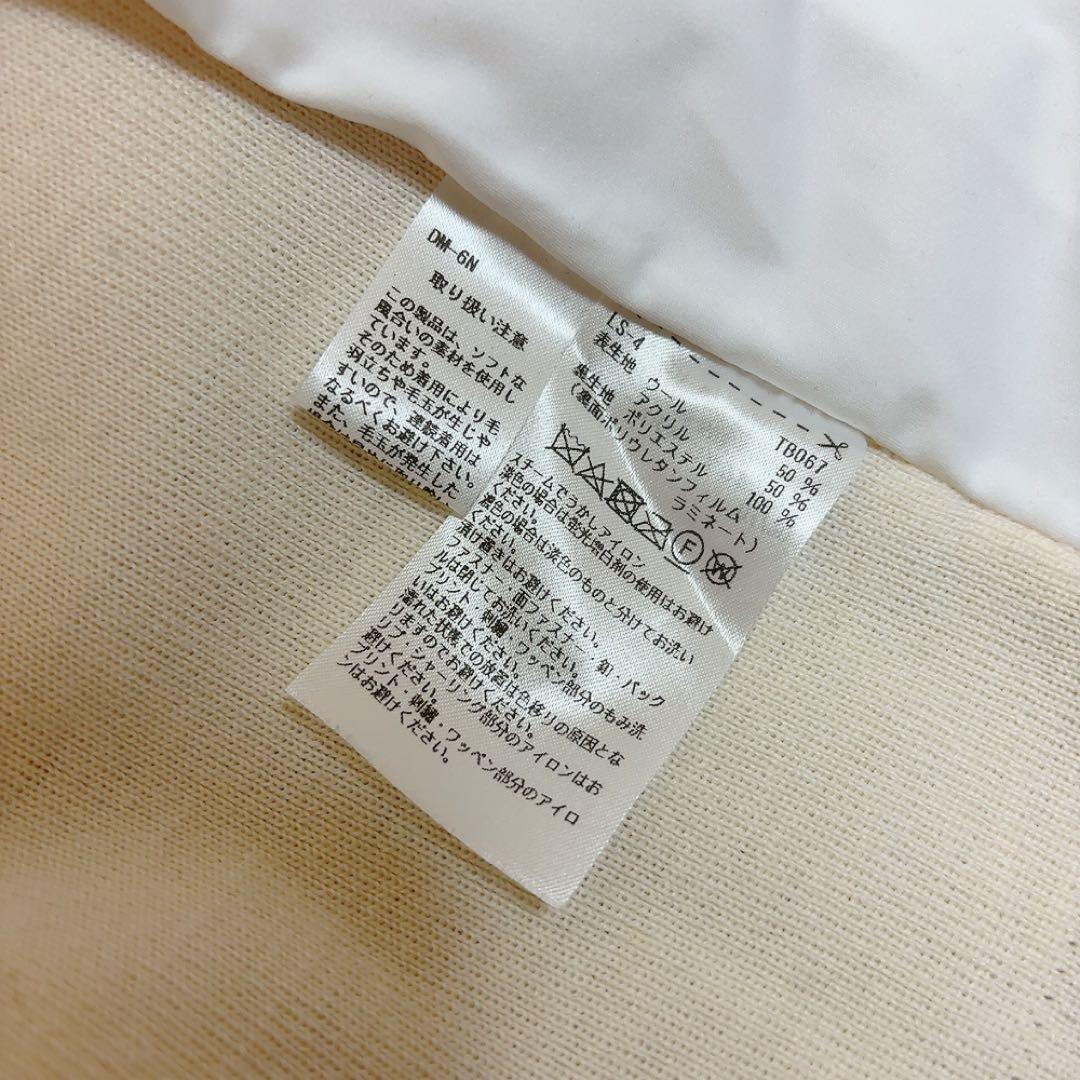 DM-6N
取り扱い注意
この製品は、ソフトな
風合いの素材を使用し
ています。
そのため着用により毛
羽立ちや毛玉が生じや
すいので、連続着用は
なるべくお避け下さい。
また、毛玉が発生した
LS-4
TB067
表生地 ウール 50 %
アクリル 50 %
裏生地 ポリエステル 100 %
(裏面ポリウレタンフィルム
ラミネート)
F W
スチームでうかしアイロン
淡色の場合は蛍光増白剤の使用はお避け
ください。
濃色の場合は淡色のものと分けてお洗い
ください。
漬け置きはお避けください。
ファスナー・面ファスナー・釦・バック
ルは閉じてお洗いください。
プリント・刺繍・ワッペン部分のもみ洗
いはお避けください。
濡れた状態での放置は色移りの原因とな
りますのでお避けください。
リブ・シャーリング部分のアイロンはお
避けください。
プリント・刺繍・ワッペン部分のアイロ
ンはお避けください。